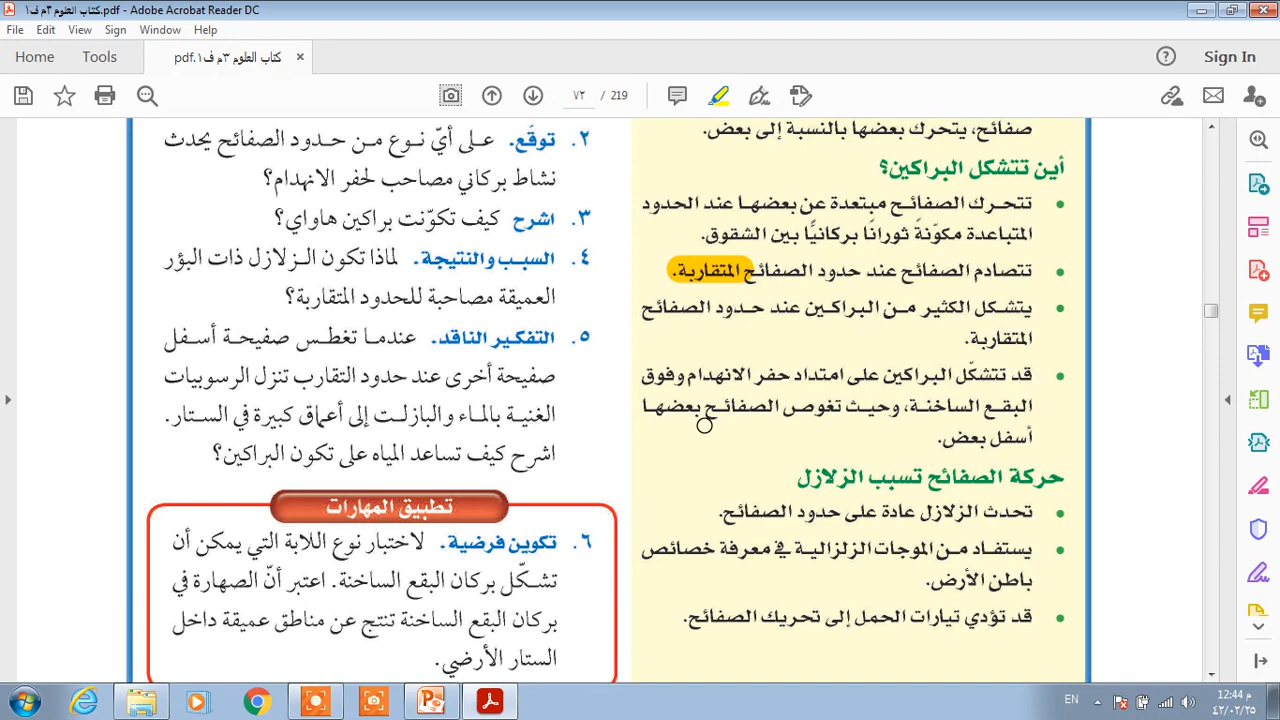 كتاب العلوم ٣م ف١.pdf - Adobe Acrobat Reader DC
File Edit View Sign Window Help
Home Tools كتاب العلوم ٣م ف١.pdf Sign In
٧٢ / 219
صفائح، يتحرك بعضها بالنسبة إلى بعض.
أين تتشكل البراكين؟
تتحرك الصفائح مبتعدة عن بعضها عند الحدود
المتباعدة مكوّنةً ثورانًا بركانيًّا بين الشقوق.
تتصادم الصفائح عند حدود الصفائح المتقاربة.
يتشكل الكثير من البراكين عند حدود الصفائح
المتقاربة.
قد تتشكّل البراكين على امتداد حفر الانهدام وفوق
البقع الساخنة، وحيث تغوص الصفائح بعضها
أسفل بعض.
حركة الصفائح تسبب الزلازل
تحدث الزلازل عادة على حدود الصفائح.
يستفاد من الموجات الزلزالية في معرفة خصائص
باطن الأرض.
قد تؤدي تيارات الحمل إلى تحريك الصفائح.
٢. توقّع. على أيّ نوع من حدود الصفائح يحدث
نشاط بركاني مصاحب لحفر الانهدام؟
٣. اشرح كيف تكوّنت براكين هاواي؟
٤. السبب والنتيجة. لماذا تكون الزلازل ذات البؤر
العميقة مصاحبة للحدود المتقاربة؟
٥. التفكير الناقد. عندما تغطس صفيحة أسفل
صفيحة أخرى عند حدود التقارب تنزل الرسوبيات
الغنية بالماء والبازلت إلى أعماق كبيرة في الستار.
اشرح كيف تساعد المياه على تكون البراكين؟
تطبيق المهارات
٦. تكوين فرضية. لاختبار نوع اللابة التي يمكن أن
تشكّل بركان البقع الساخنة. اعتبر أنّ الصهارة في
بركان البقع الساخنة تنتج عن مناطق عميقة داخل
الستار الأرضي.
EN
12:44 م
٤٢/٠٢/٢٥